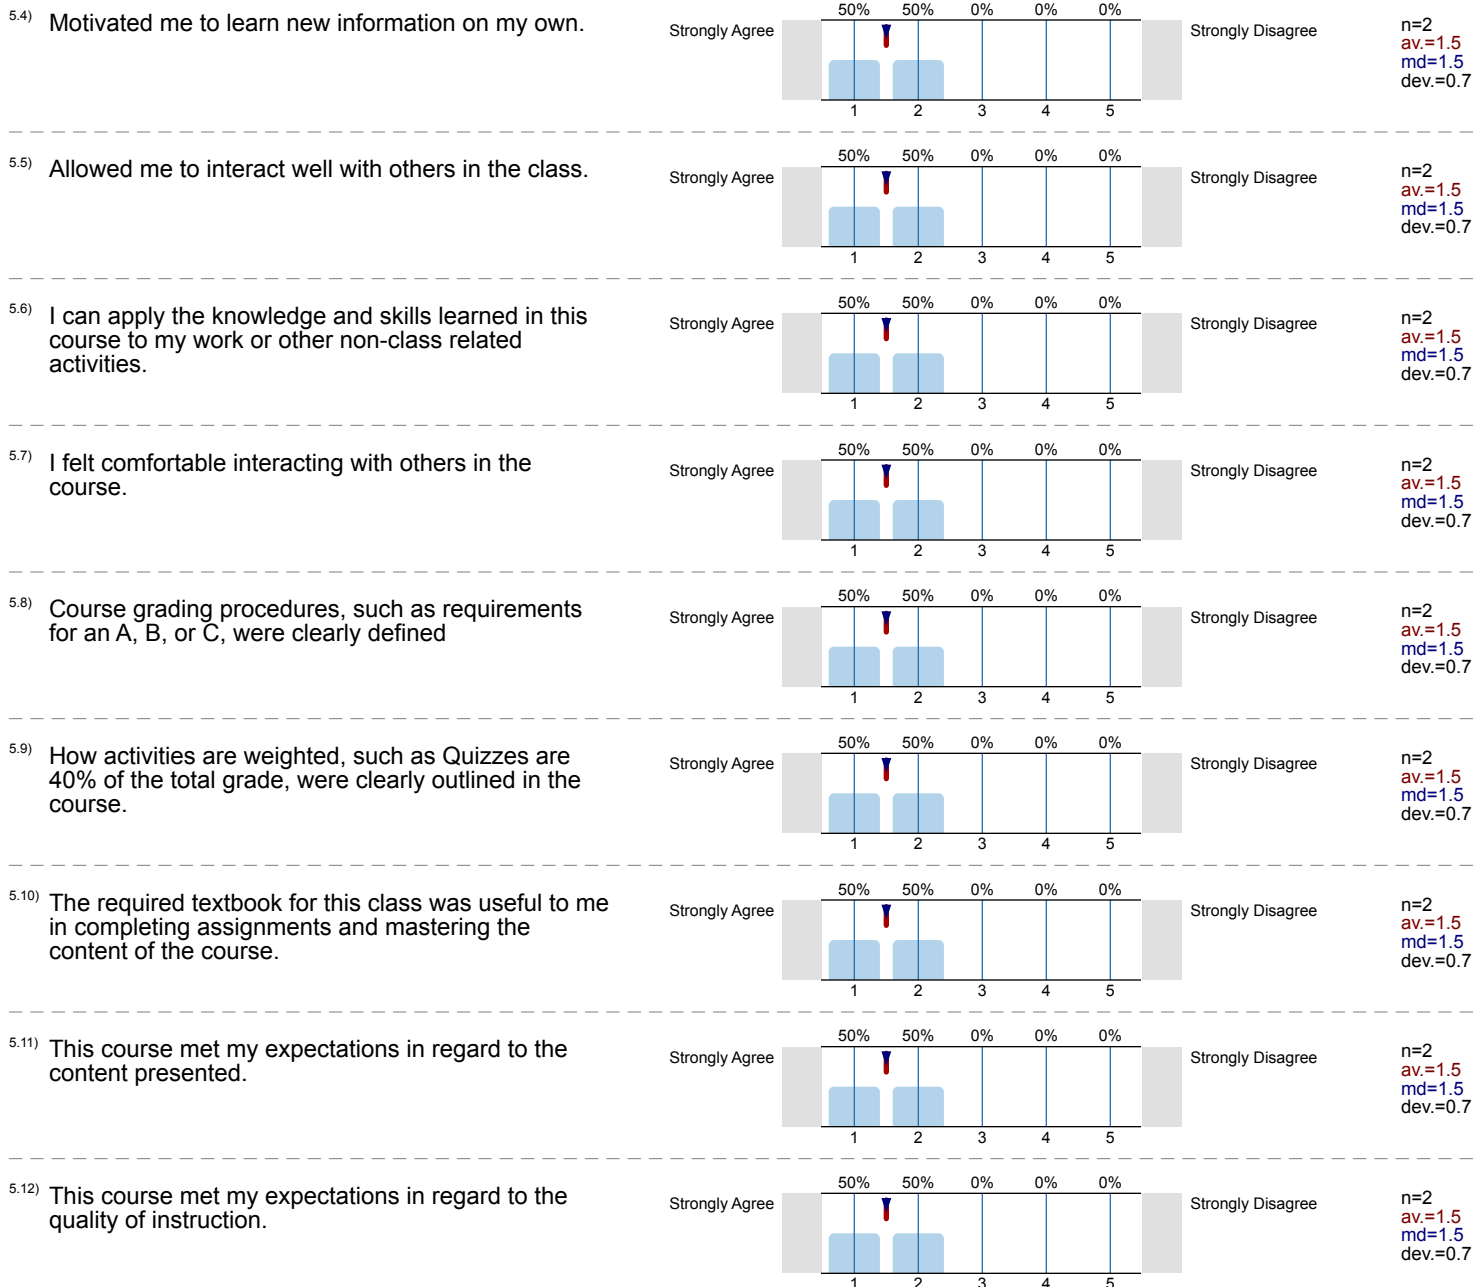 5.4) Motivated me to learn new information on my own.
50% 50% 0% 0% 0%
Strongly Agree Strongly Disagree
n=2
av.=1.5
md=1.5
dev.=0.7
1 2 3 4 5
5.5) Allowed me to interact well with others in the class.
50% 50% 0% 0% 0%
Strongly Agree Strongly Disagree
n=2
av.=1.5
md=1.5
dev.=0.7
1 2 3 4 5
5.6) I can apply the knowledge and skills learned in this
course to my work or other non-class related
activities.
50% 50% 0% 0% 0%
Strongly Agree Strongly Disagree
n=2
av.=1.5
md=1.5
dev.=0.7
1 2 3 4 5
5.7) I felt comfortable interacting with others in the
course.
50% 50% 0% 0% 0%
Strongly Agree Strongly Disagree
n=2
av.=1.5
md=1.5
dev.=0.7
1 2 3 4 5
5.8) Course grading procedures, such as requirements
for an A, B, or C, were clearly defined
50% 50% 0% 0% 0%
Strongly Agree Strongly Disagree
n=2
av.=1.5
md=1.5
dev.=0.7
1 2 3 4 5
5.9) How activities are weighted, such as Quizzes are
40% of the total grade, were clearly outlined in the
course.
50% 50% 0% 0% 0%
Strongly Agree Strongly Disagree
n=2
av.=1.5
md=1.5
dev.=0.7
1 2 3 4 5
5.10) The required textbook for this class was useful to me
in completing assignments and mastering the
content of the course.
50% 50% 0% 0% 0%
Strongly Agree Strongly Disagree
n=2
av.=1.5
md=1.5
dev.=0.7
1 2 3 4 5
5.11) This course met my expectations in regard to the
content presented.
50% 50% 0% 0% 0%
Strongly Agree Strongly Disagree
n=2
av.=1.5
md=1.5
dev.=0.7
1 2 3 4 5
5.12) This course met my expectations in regard to the
quality of instruction.
50% 50% 0% 0% 0%
Strongly Agree Strongly Disagree
n=2
av.=1.5
md=1.5
dev.=0.7
1 2 3 4 5